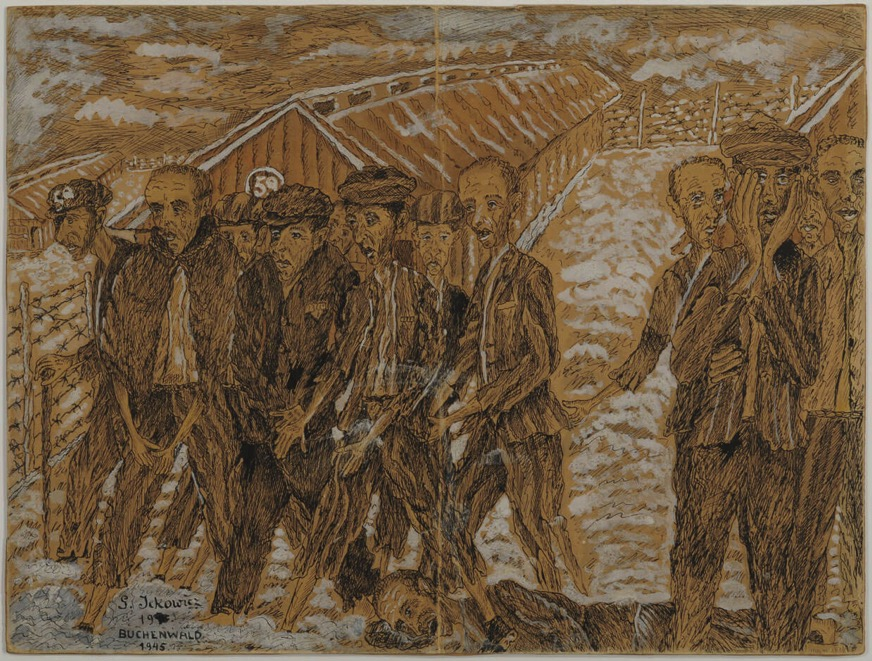 59
S. Ickowicz
BUCHENWALD
1945